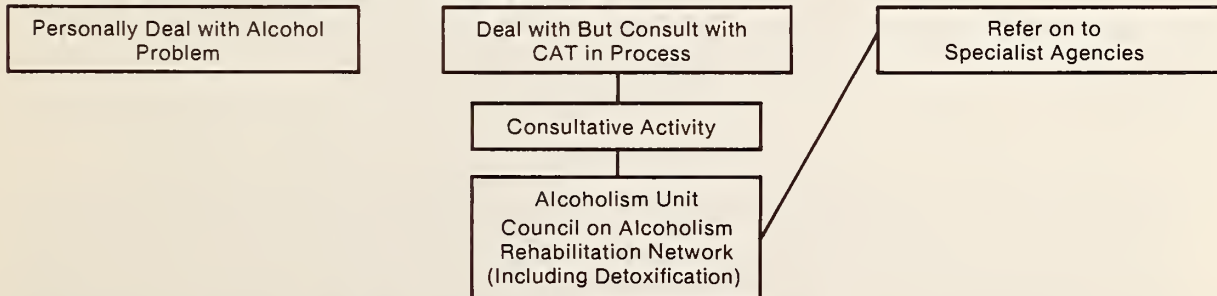 Personally Deal with Alcohol
Problem
Deal with But Consult with
CAT in Process
Refer on to
Specialist Agencies
Consultative Activity
Alcoholism Unit
Council on Alcoholism
Rehabilitation Network
(Including Detoxification)